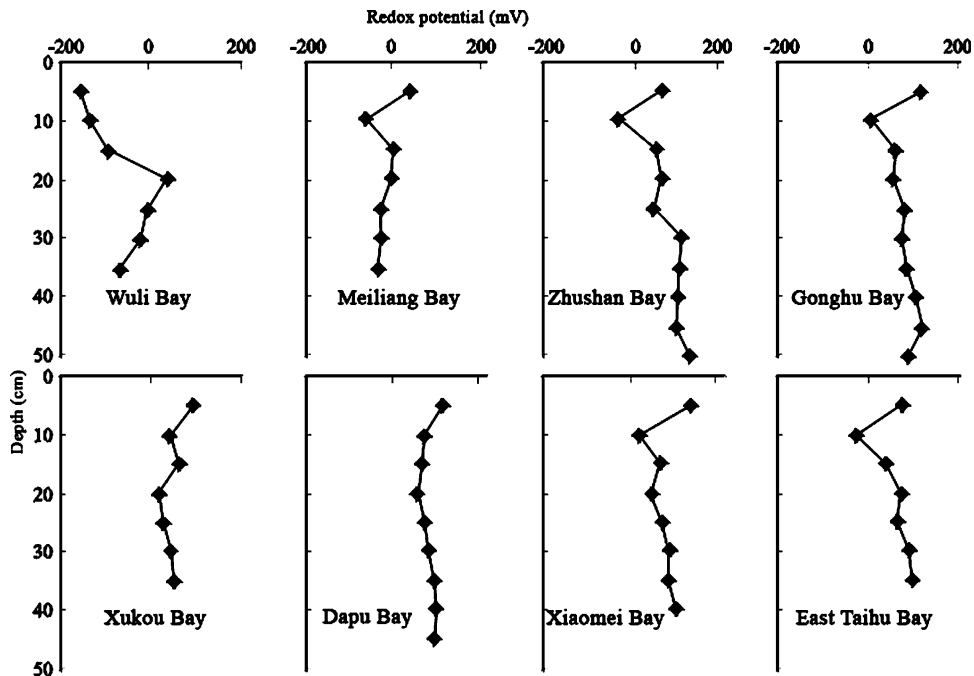 Redox potential (mV)
-200 0 200 -200 0 200 -200 0 200 -200 0 200
0
10
20
30
40
50
Wuli Bay Meiliang Bay Zhushan Bay Gonghu Bay
Depth (cm)
0
10
20
30
40
50
Xukou Bay Dapu Bay Xiaomei Bay East Taihu Bay